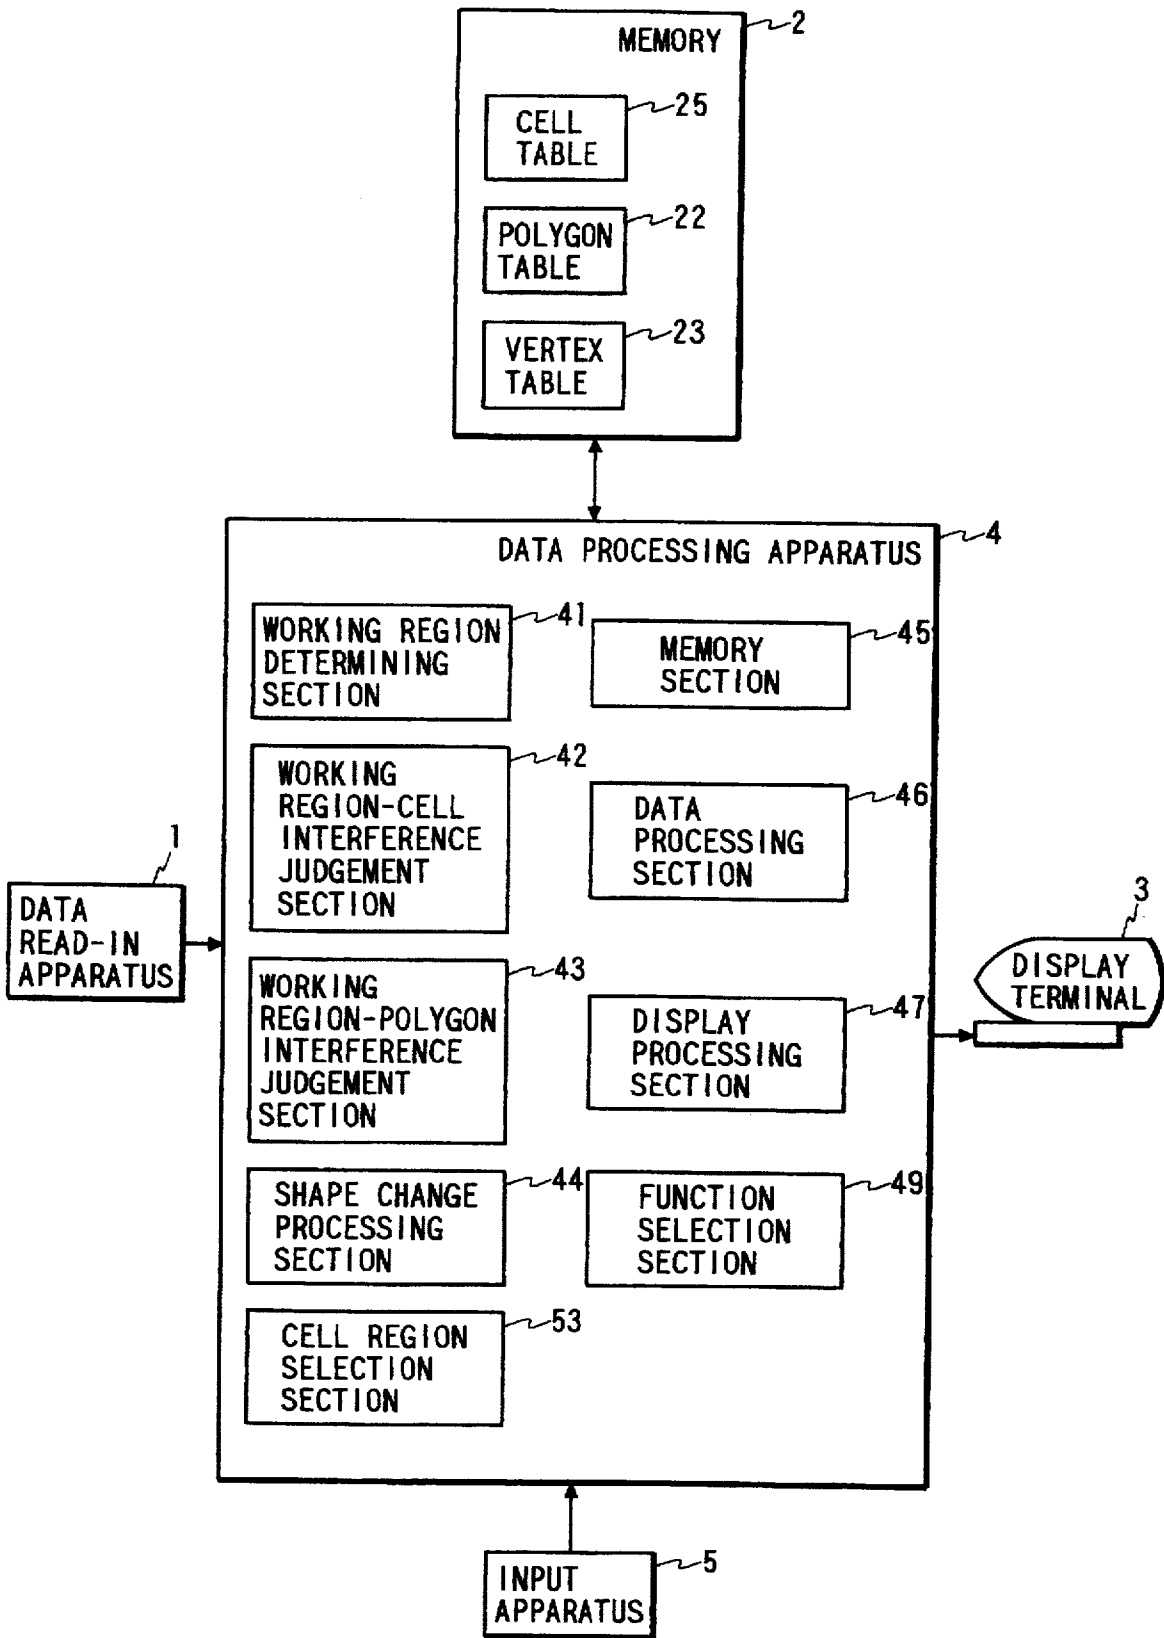 2
MEMORY
25
CELL
TABLE
22
POLYGON
TABLE
23
VERTEX
TABLE
4
DATA PROCESSING APPARATUS
41
WORKING REGION
DETERMINING
SECTION
45
MEMORY
SECTION
42
WORKING
REGION-CELL
INTERFERENCE
JUDGEMENT
SECTION
46
DATA
PROCESSING
SECTION
1
DATA
READ-IN
APPARATUS
43
WORKING
REGION-POLYGON
INTERFERENCE
JUDGEMENT
SECTION
47
DISPLAY
PROCESSING
SECTION
3
DISPLAY
TERMINAL
44
SHAPE CHANGE
PROCESSING
SECTION
49
FUNCTION
SELECTION
SECTION
53
CELL REGION
SELECTION
SECTION
5
INPUT
APPARATUS